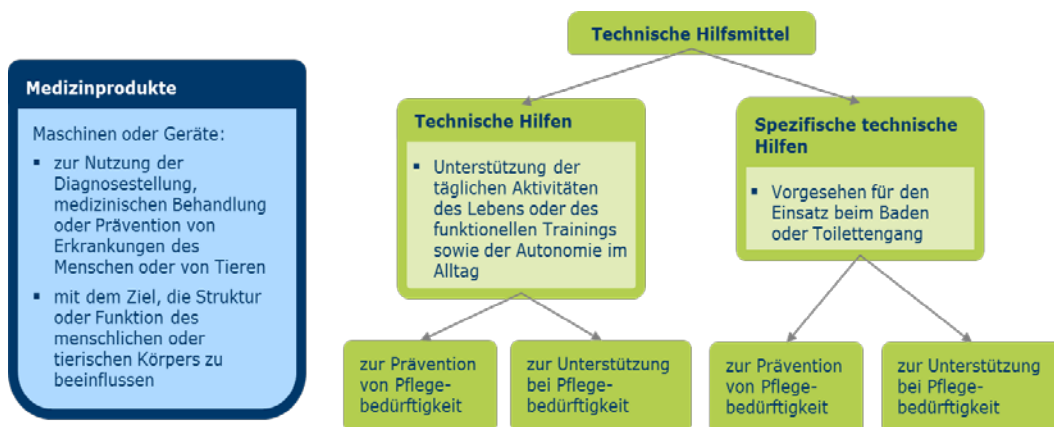 Medizinprodukte
Maschinen oder Geräte:
▪ zur Nutzung der
Diagnosestellung,
medizinischen Behandlung
oder Prävention von
Erkrankungen des
Menschen oder von Tieren
▪ mit dem Ziel, die Struktur
oder Funktion des
menschlichen oder
tierischen Körpers zu
beeinflussen
Technische Hilfsmittel
Technische Hilfen
▪ Unterstützung der
täglichen Aktivitäten
des Lebens oder des
funktionellen Trainings
sowie der Autonomie im
Alltag
Spezifische technische
Hilfen
▪ Vorgesehen für den
Einsatz beim Baden
oder Toilettengang
zur Prävention
von Pflege-
bedürftigkeit
zur Unterstützung
bei Pflege-
bedürftigkeit
zur Prävention
von Pflege-
bedürftigkeit
zur Unterstützung
bei Pflege-
bedürftigkeit